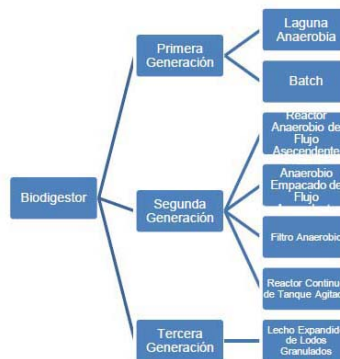 Laguna
Anaerobia
Primera
Generación
Batch
Reactor
Anaerobio de
Flujo
Asecendente
Biodigestor
Segunda
Generación
Anaerobio
Empacado de
Flujo
Filtro Anaerobio
Reactor Continuo
de Tanque Agitado
Tercera
Generación
Lecho Expandido
de Lodos
Granulados